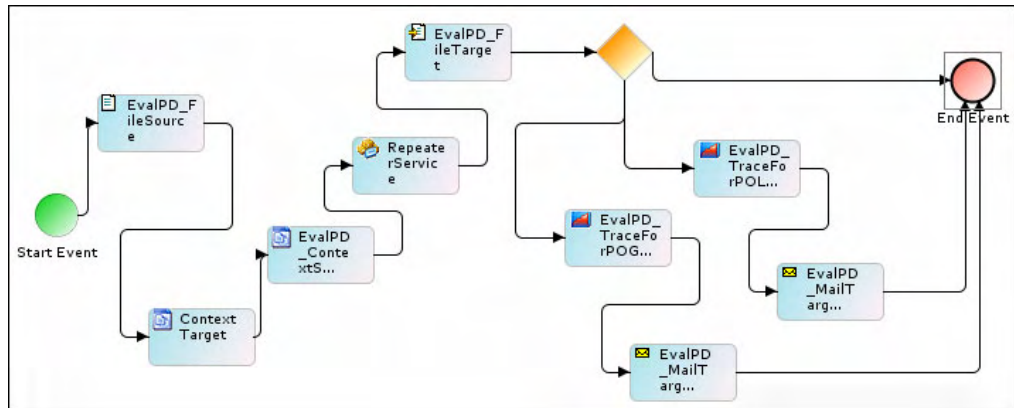 EvalPD_F
ileTarge
t
EvalPD_F
ileSourc
e
Repeate
rServic
e
EvalPD_
TraceFo
rPOL...
Start Event
EvalPD
_Conte
xtS...
EvalPD_
TraceFo
rPOG...
End Event
Context
Target
EvalPD
_MailT
arg...
EvalPD
_MailT
arg...